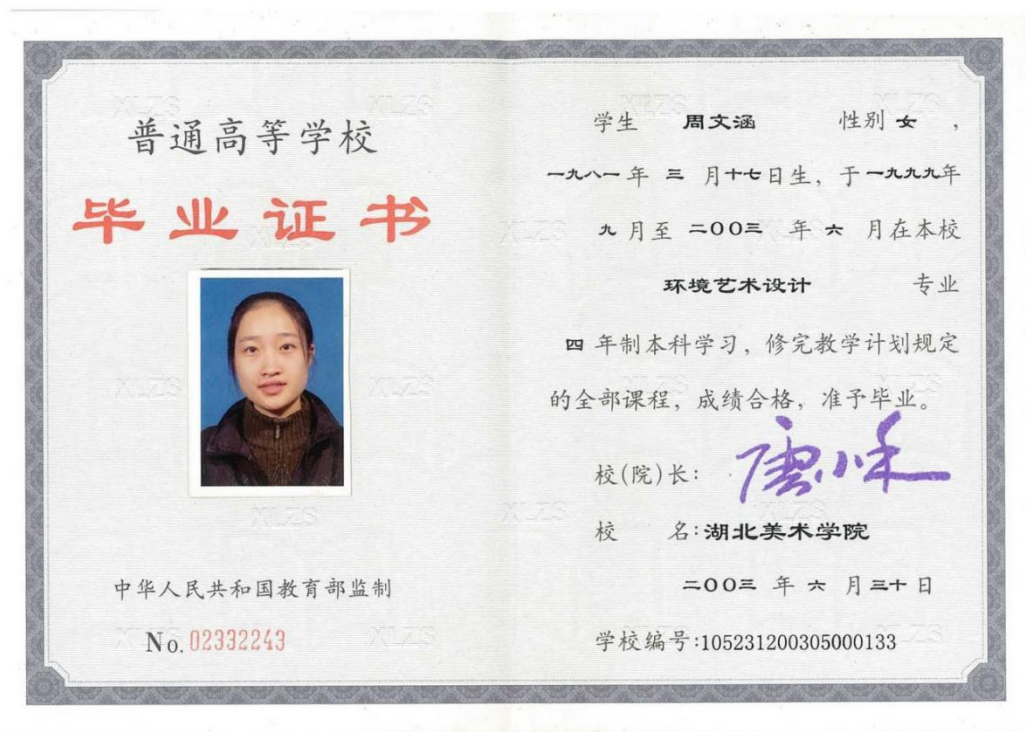 普通高等学校
毕业证书
中华人民共和国教育部监制
No. 02332243
学生 周文涵 性别 女 ,
一九八一 年 三 月十七日生, 于一九九九年
九 月至 二00三 年 六 月在本校
环境艺术设计 专业
四 年制本科学习, 修完教学计划规定
的全部课程, 成绩合格, 准予毕业。
校(院)长:
校 名:湖北美术学院
二00三 年 六 月三十日
学校编号:105231200305000133
XLZS